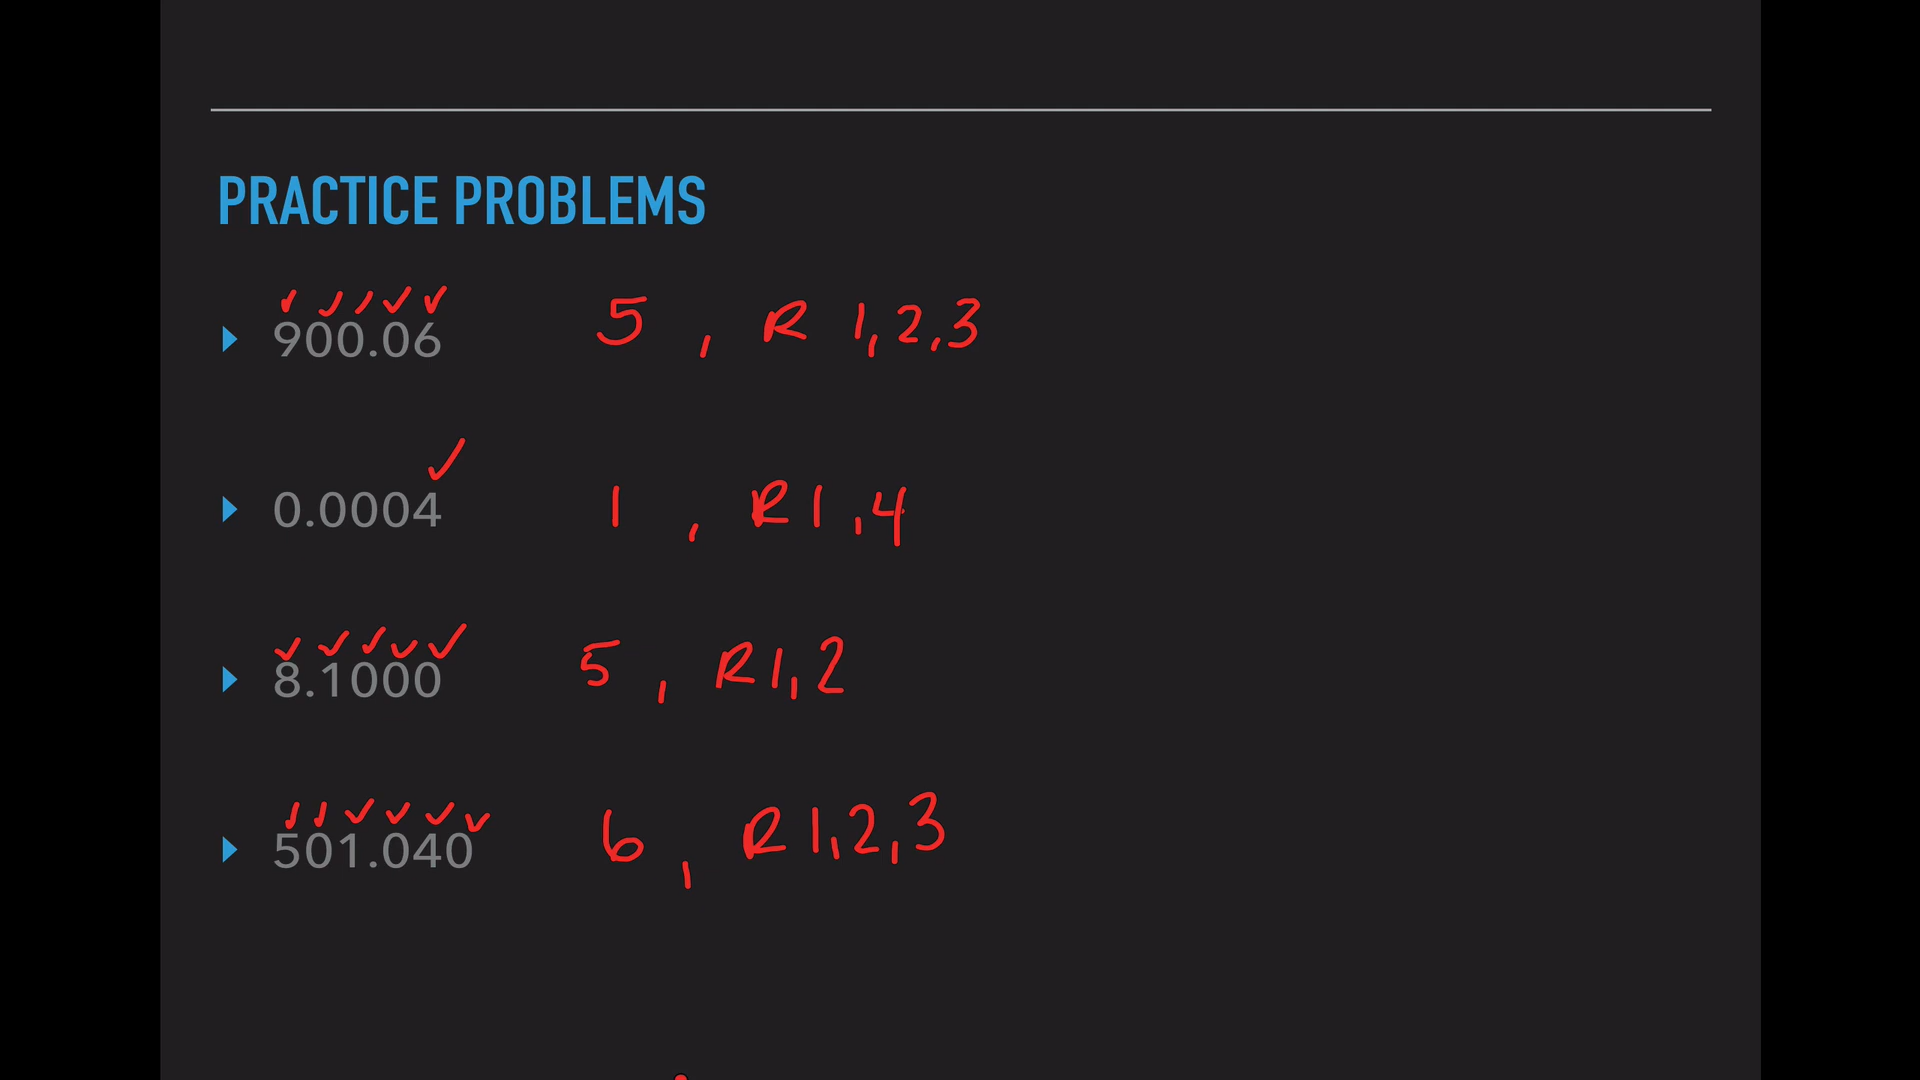 PRACTICE PROBLEMS
900.06 5 , R 1,2,3
0.0004 1 , R 1,4
8.1000 5 , R 1,2
501.040 6 , R 1,2,3